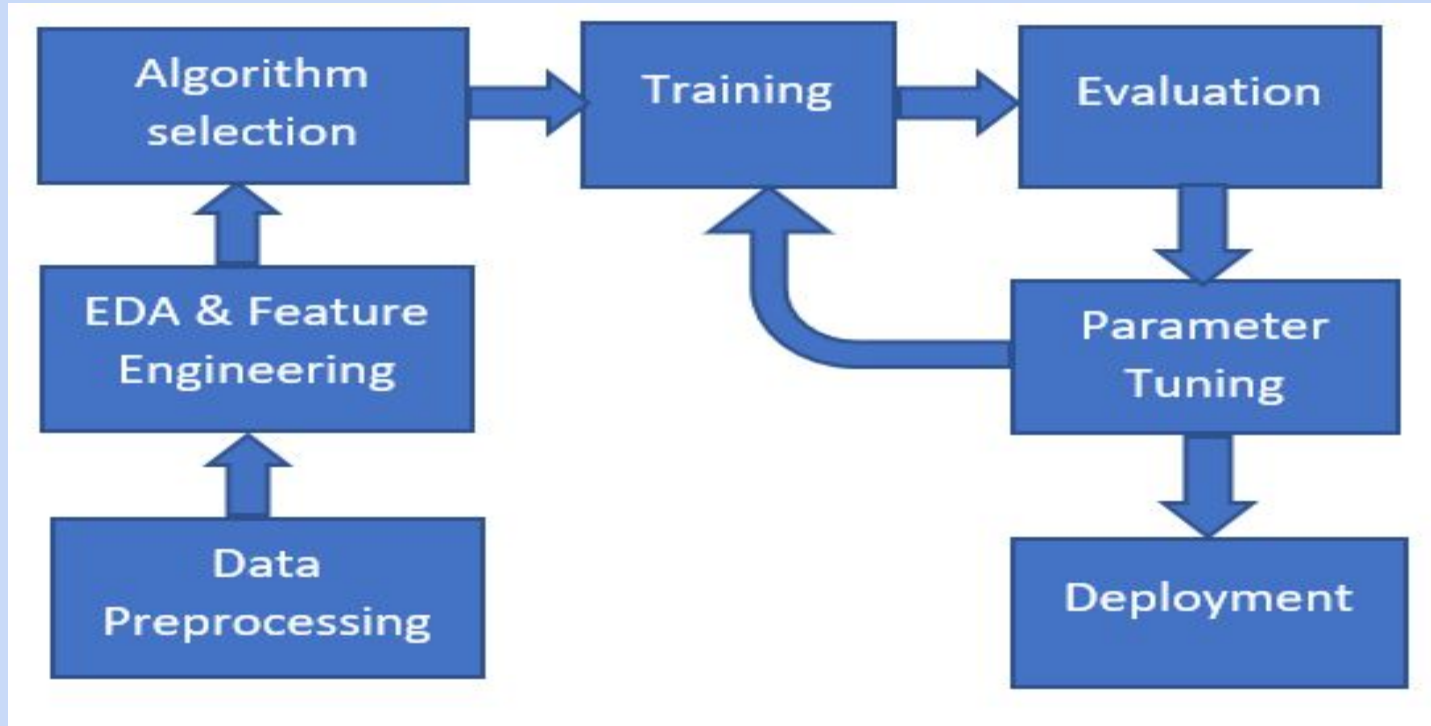 Algorithm
selection
Training
Evaluation
EDA & Feature
Engineering
Parameter
Tuning
Data
Preprocessing
Deployment